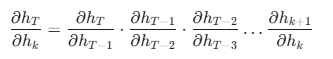 ∂h_T/∂h_k = ∂h_T/∂h_{T−1} · ∂h_{T−1}/∂h_{T−2} · ∂h_{T−2}/∂h_{T−3} … ∂h_{k+1}/∂h_k